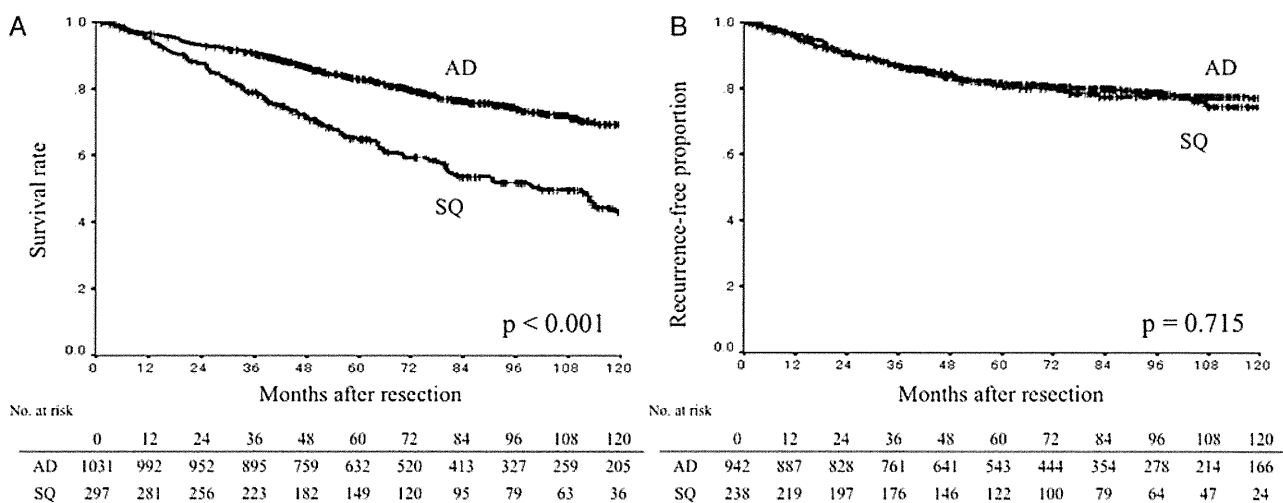 A
1.0
.8
.6
.4
.2
0.0
Survival rate
AD
SQ
p < 0.001
0 12 24 36 48 60 72 84 96 108 120
Months after resection
No. at risk
0 12 24 36 48 60 72 84 96 108 120
AD 1031 992 952 895 759 632 520 413 327 259 205
SQ 297 281 256 223 182 149 120 95 79 63 36
B
1.0
.8
.6
.4
.2
0.0
Recurrence-free proportion
AD
SQ
p = 0.715
0 12 24 36 48 60 72 84 96 108 120
Months after resection
No. at risk
0 12 24 36 48 60 72 84 96 108 120
AD 942 887 828 761 641 543 444 354 278 214 166
SQ 238 219 197 176 146 122 100 79 64 47 24